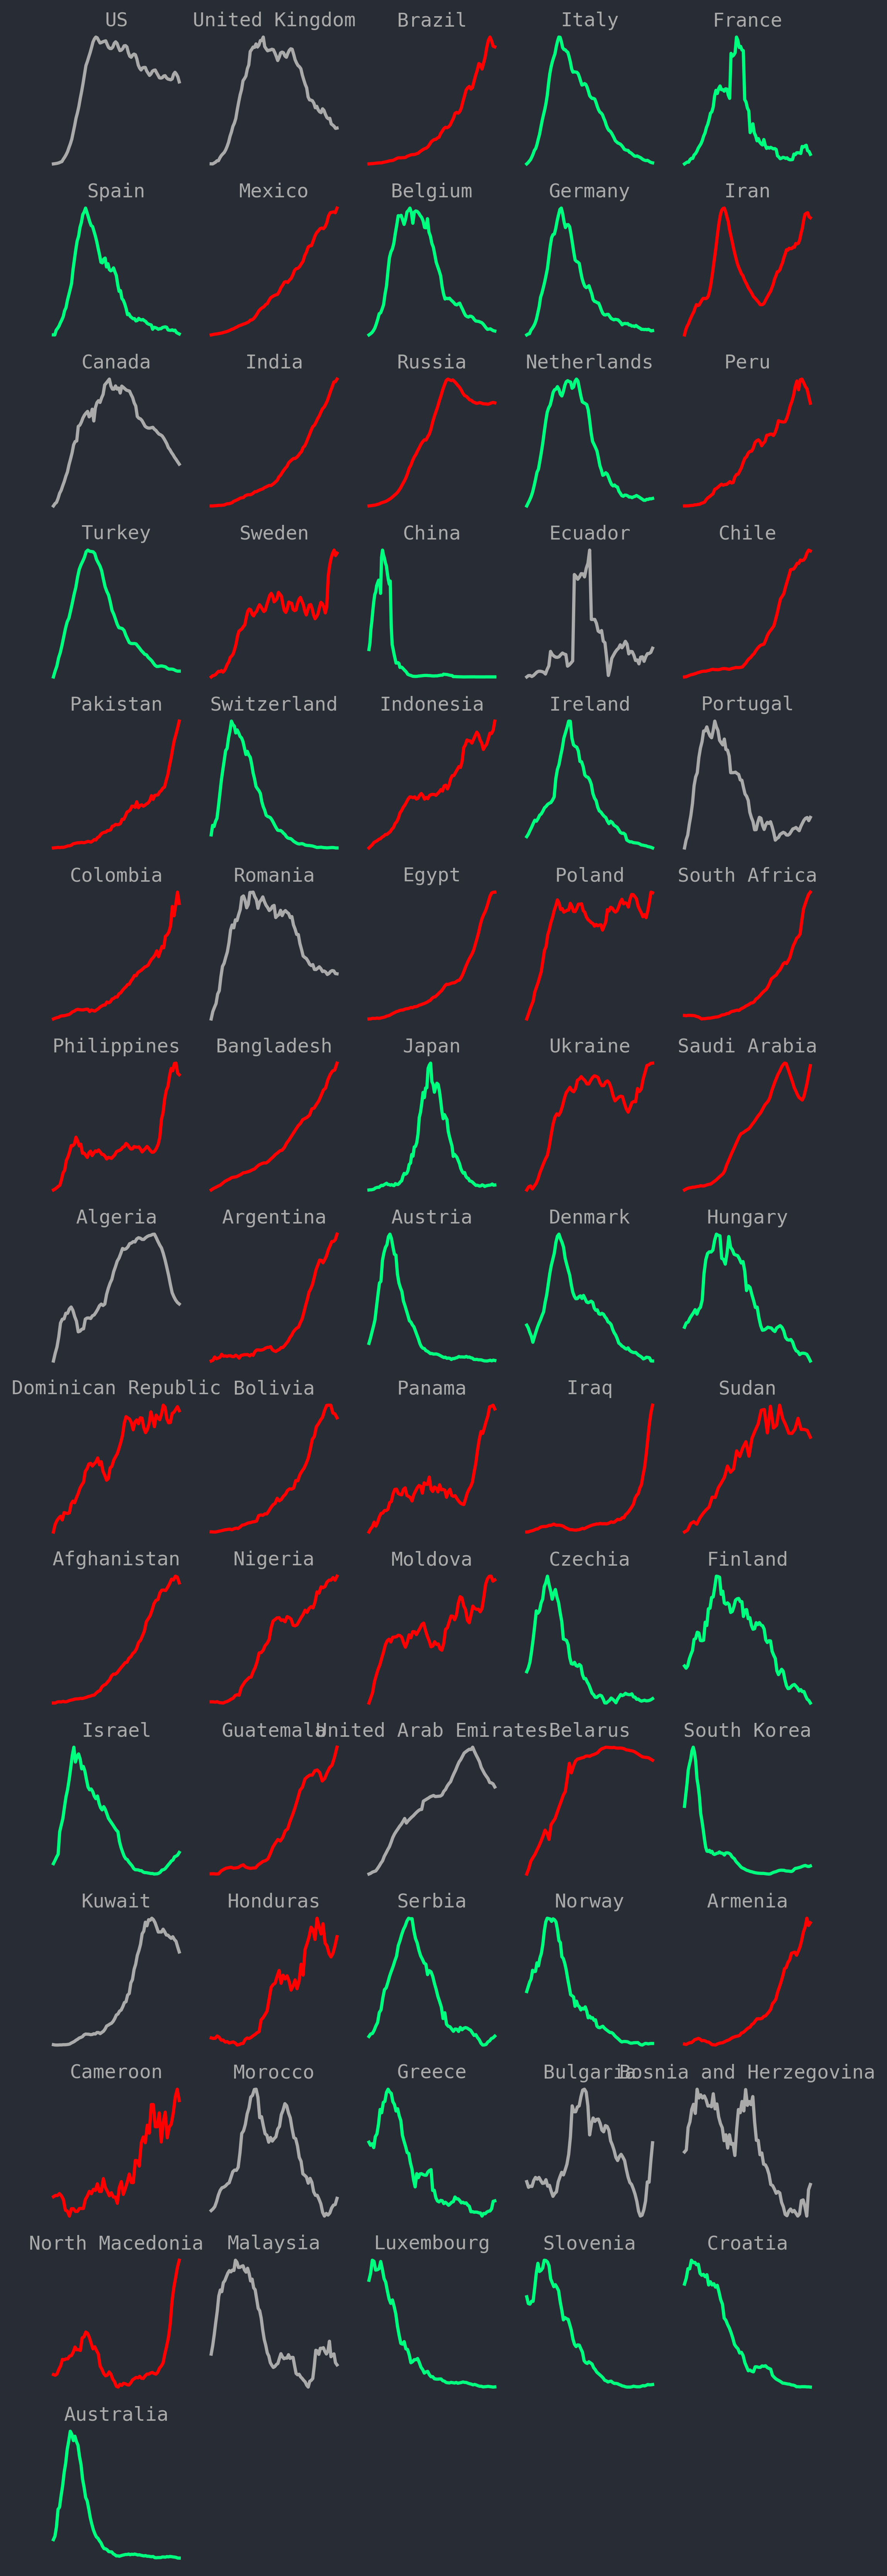 US United Kingdom Brazil Italy France
Spain Mexico Belgium Germany Iran
Canada India Russia Netherlands Peru
Turkey Sweden China Ecuador Chile
Pakistan Switzerland Indonesia Ireland Portugal
Colombia Romania Egypt Poland South Africa
Philippines Bangladesh Japan Ukraine Saudi Arabia
Algeria Argentina Austria Denmark Hungary
Dominican Republic Bolivia Panama Iraq Sudan
Afghanistan Nigeria Moldova Czechia Finland
Israel Guatemala United Arab Emirates Belarus South Korea
Kuwait Honduras Serbia Norway Armenia
Cameroon Morocco Greece Bulgaria Bosnia and Herzegovina
North Macedonia Malaysia Luxembourg Slovenia Croatia
Australia